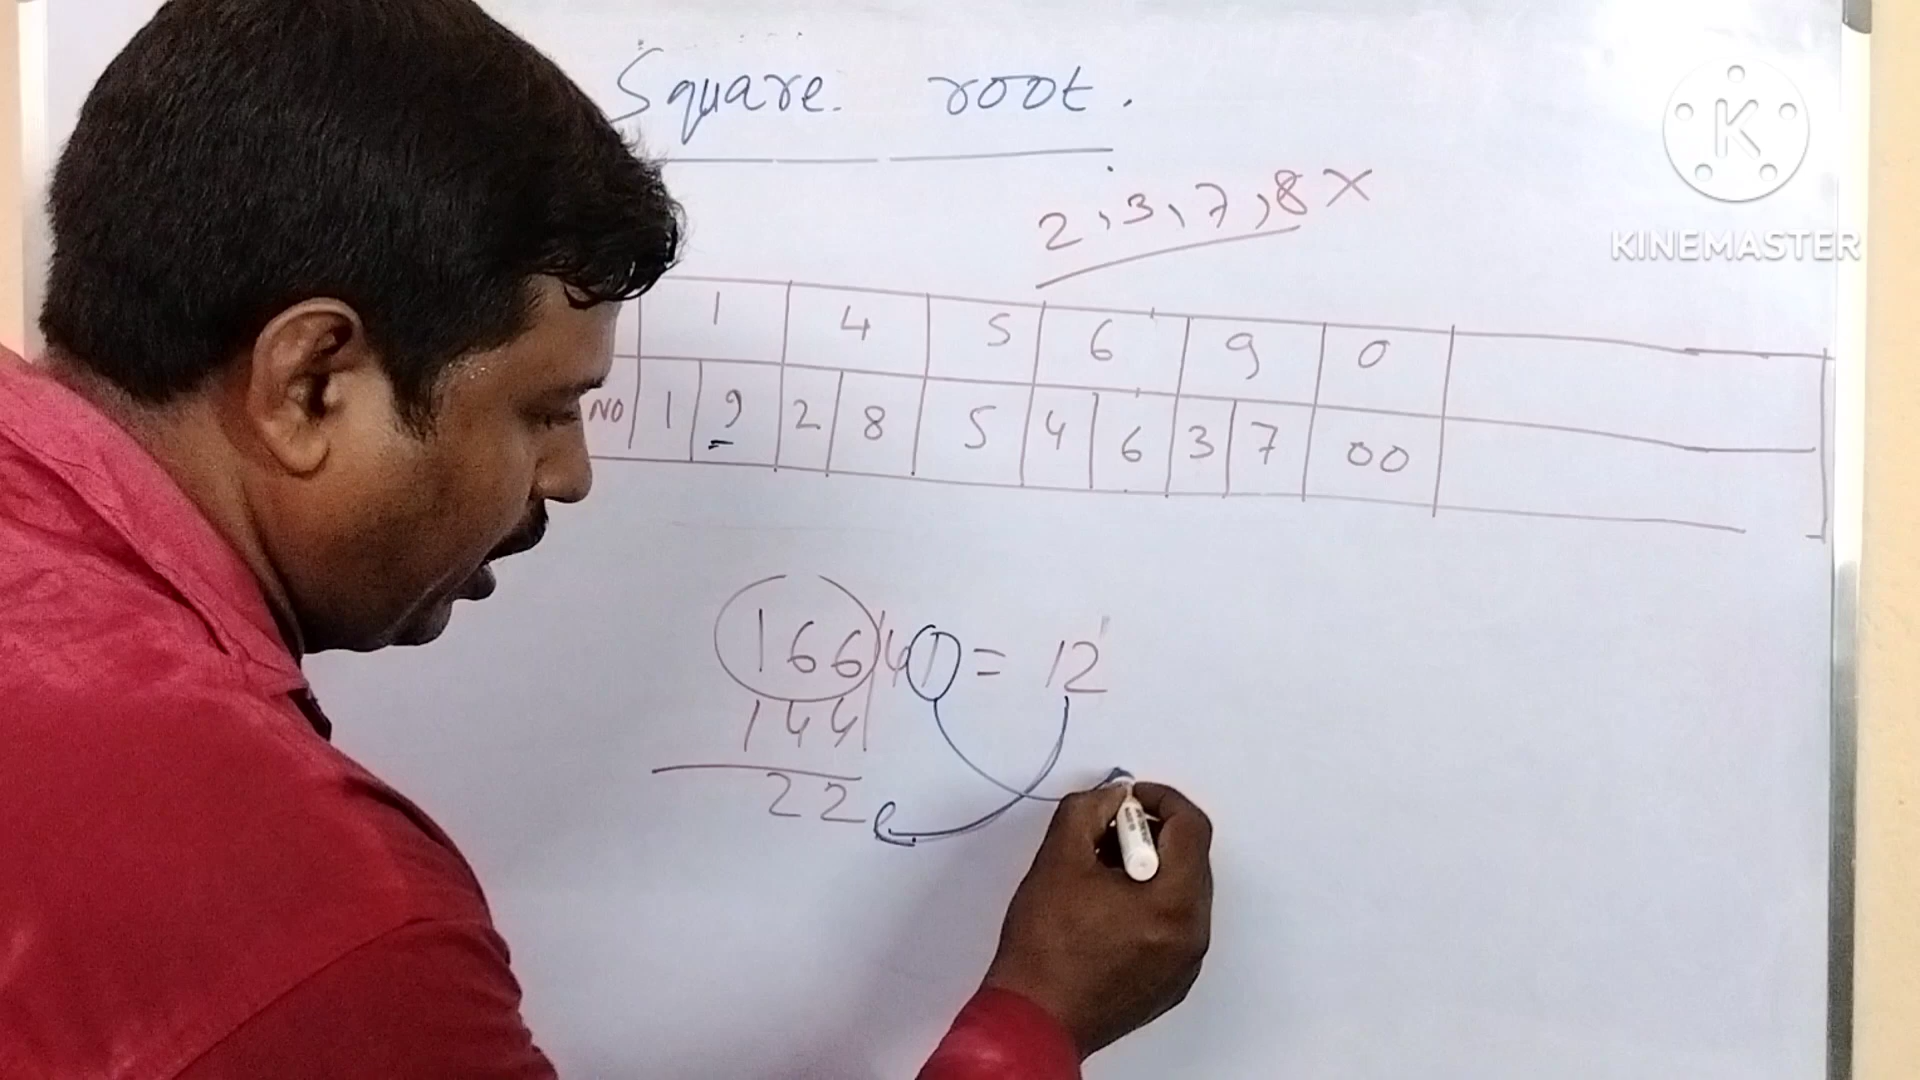 Square root.
2, 3, 7, 8 X
K
KINEMASTER
1 4 5 6 9 0
NO 1 9 2 8 5 4 6 3 7 00
16641 = 12
144
22